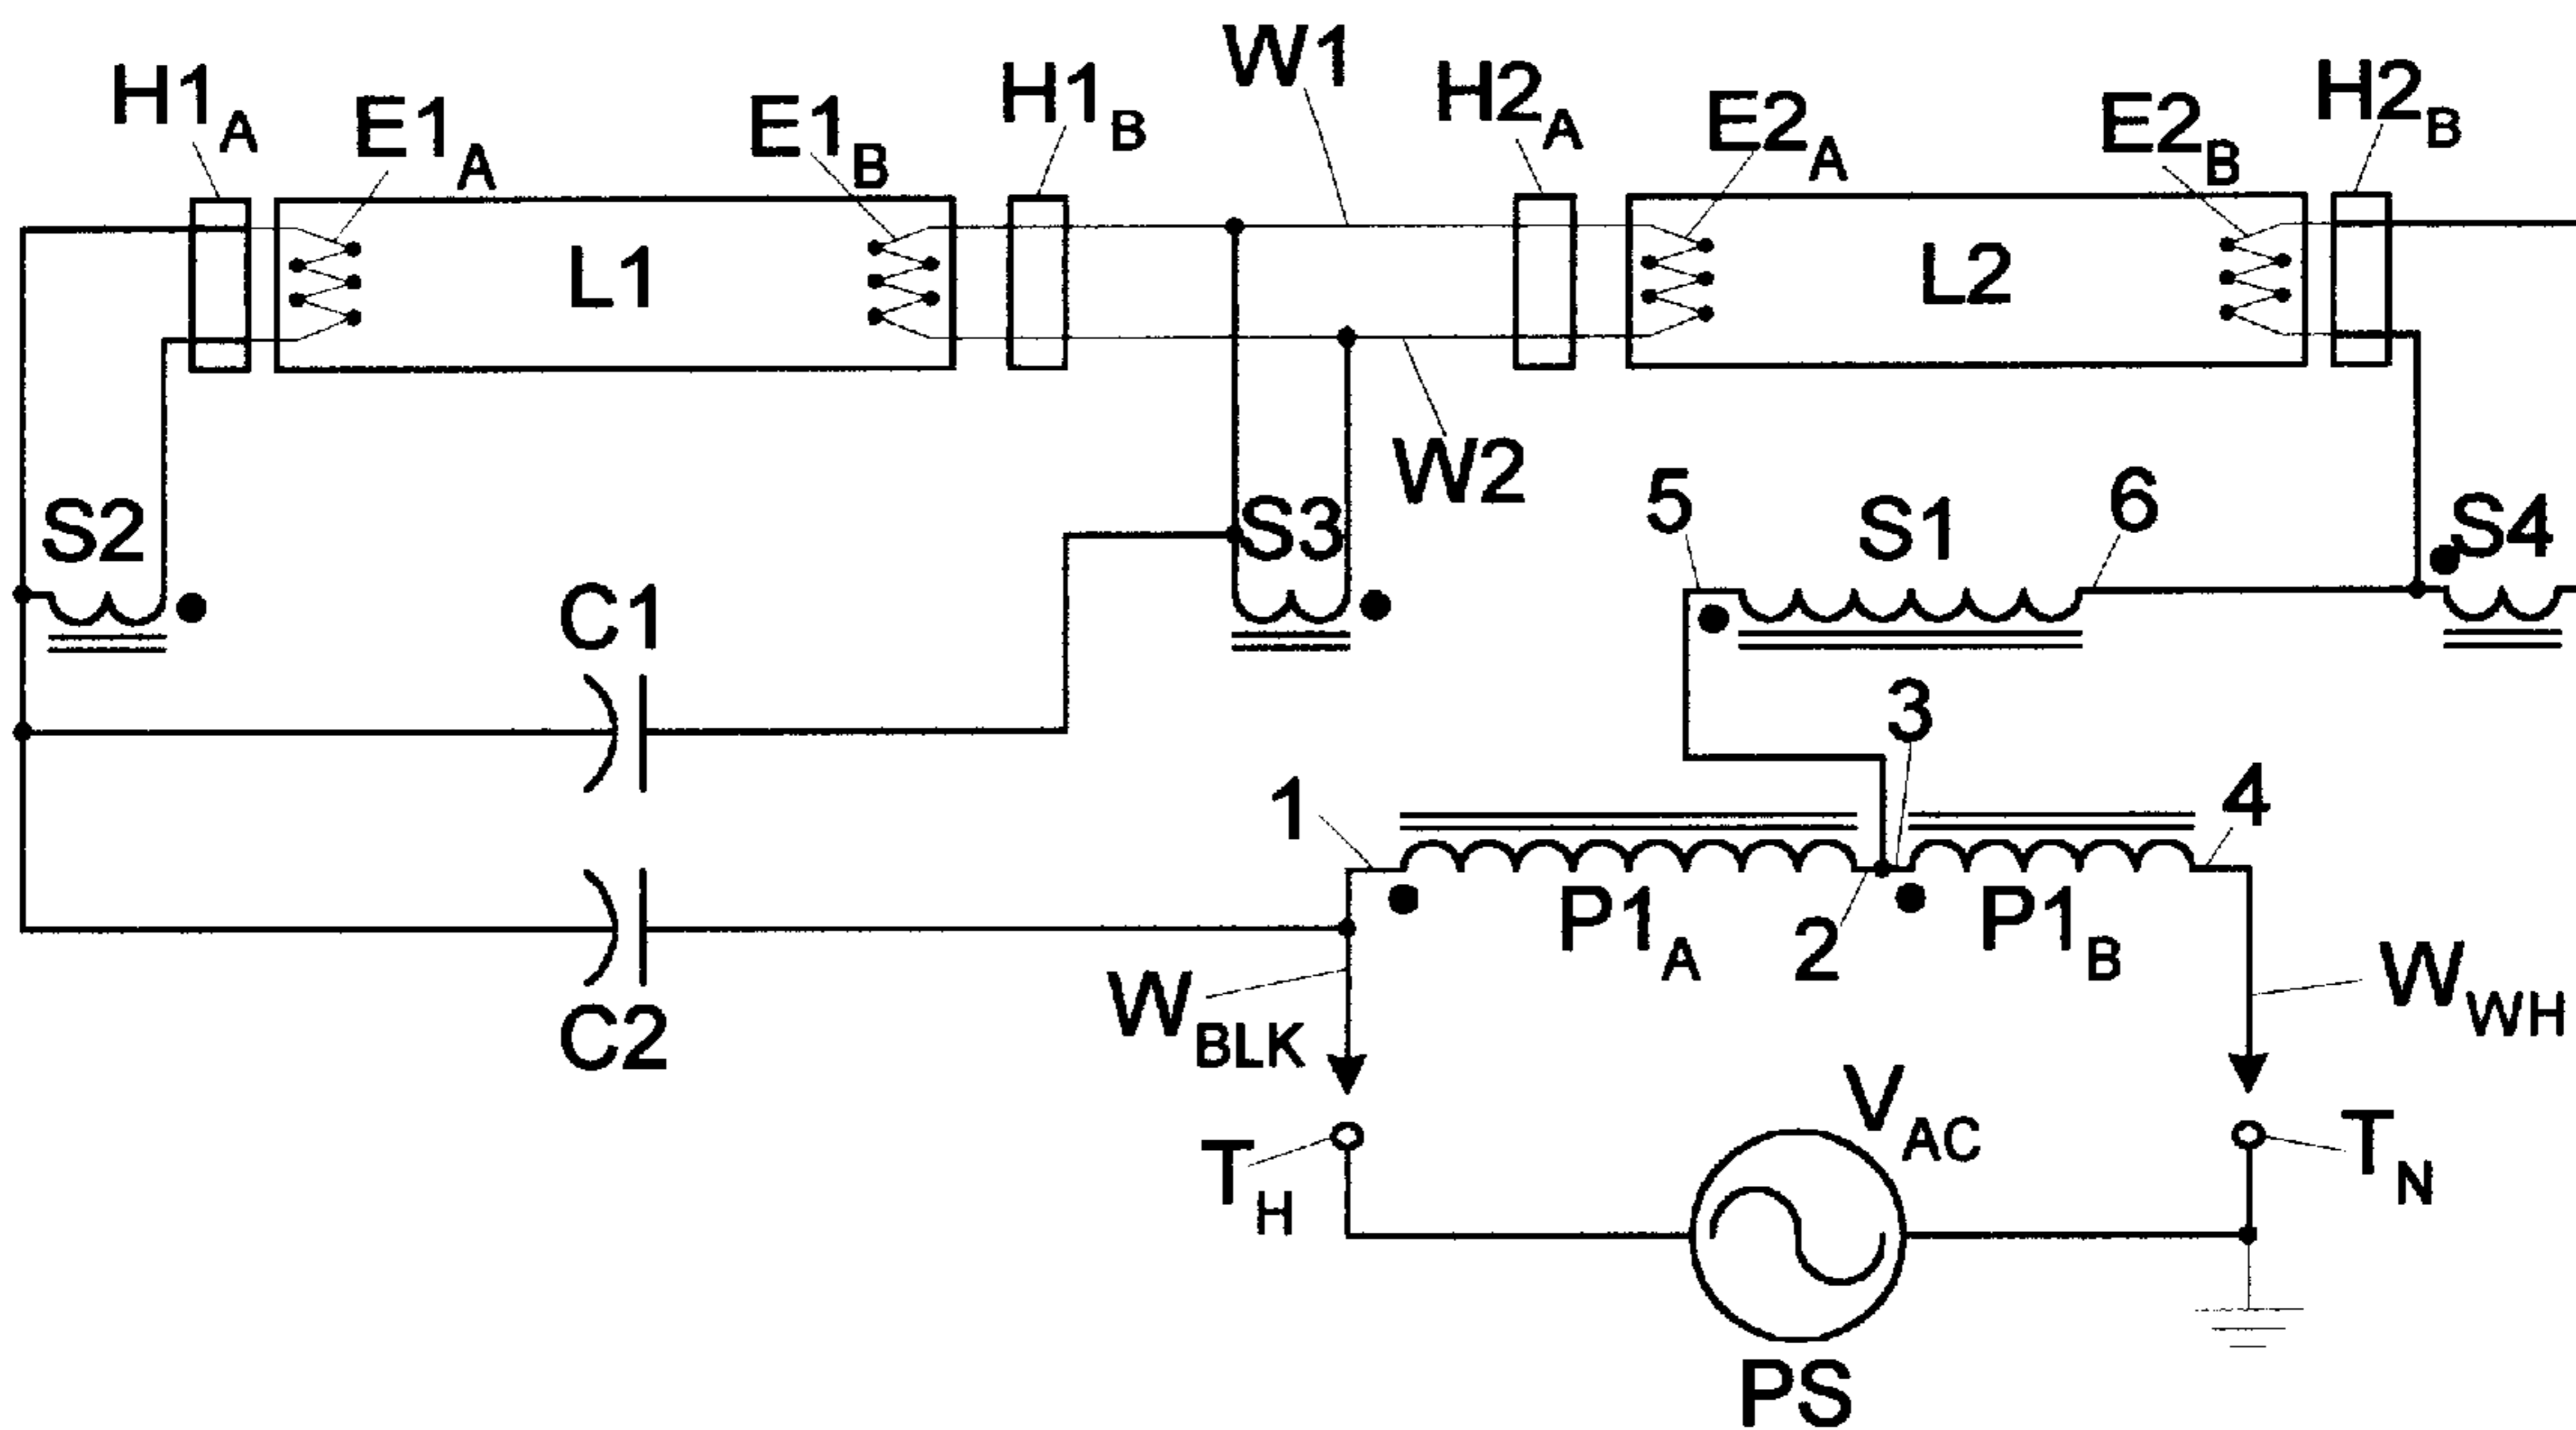 W1
H1A
E1A
E1B
H1B
H2A
E2A
E2B
H2B
L1
L2
W2
S2
S3
5
S1
6
S4
C1
3
1
4
P1A
2
P1B
WBLK
WWH
C2
VAC
TH
TN
PS